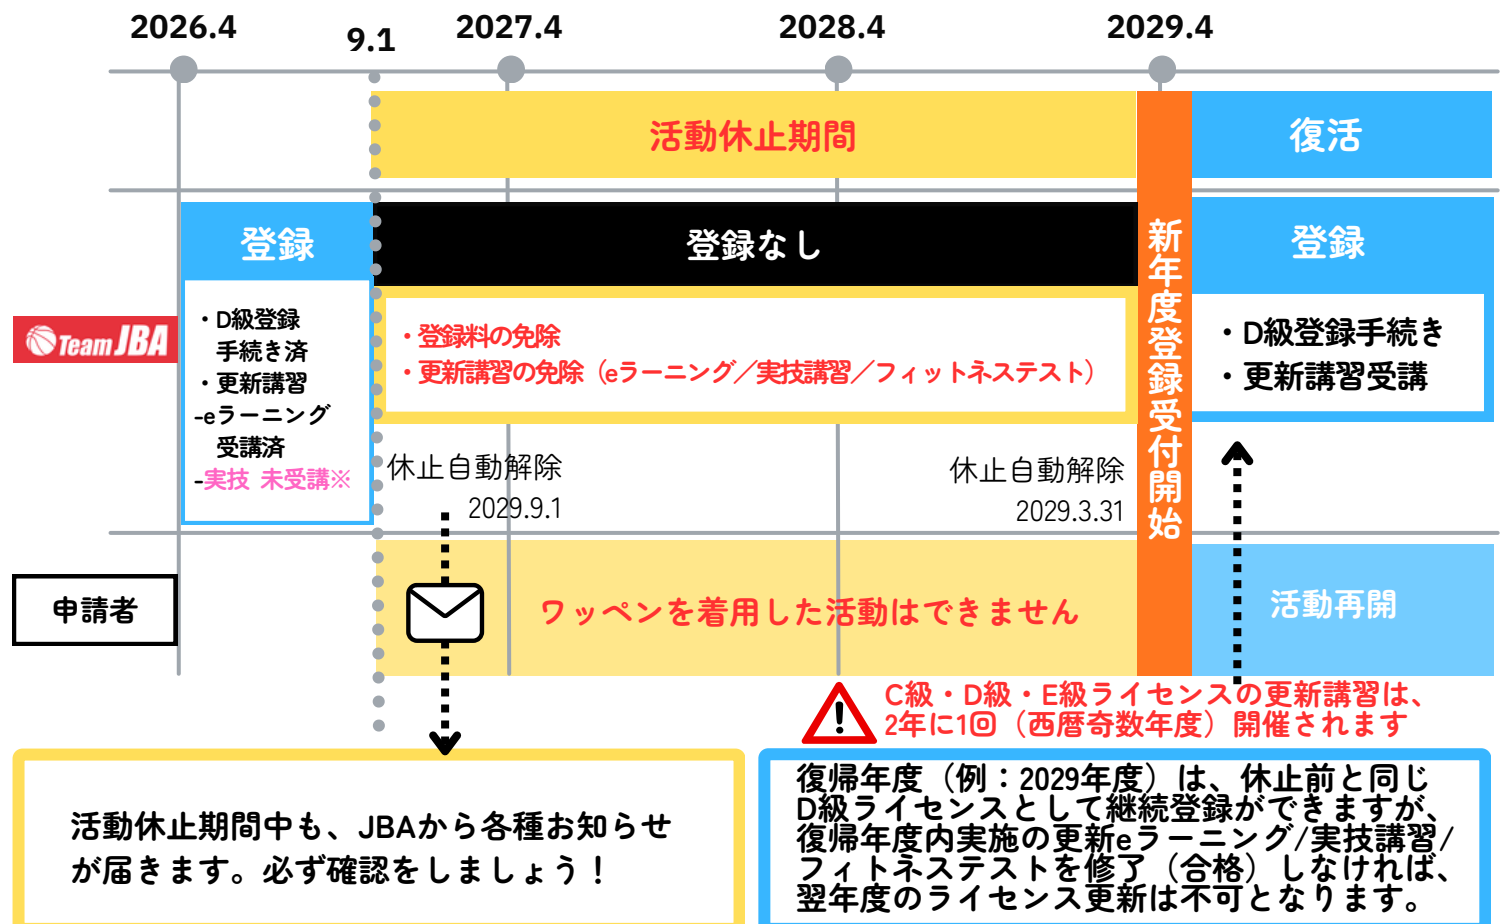 2026.4
9.1
2027.4
2028.4
2029.4
活動休止期間
復活
登録
登録なし
新年度登録受付開始
登録
Team JBA
・D級登録
手続き済
・更新講習
-eラーニング
受講済
-実技 未受講※
・登録料の免除
・更新講習の免除（eラーニング／実技講習／フィットネステスト）
・D級登録手続き
・更新講習受講
休止自動解除
2029.9.1
休止自動解除
2029.3.31
申請者
ワッペンを着用した活動はできません
活動再開
C級・D級・E級ライセンスの更新講習は、
2年に1回（西暦奇数年度）開催されます
活動休止期間中も、JBAから各種お知らせ
が届きます。必ず確認をしましょう！
復帰年度（例：2029年度）は、休止前と同じ
D級ライセンスとして継続登録ができますが、
復帰年度内実施の更新eラーニング/実技講習/
フィトネステストを修了（合格）しなければ、
翌年度のライセンス更新は不可となります。